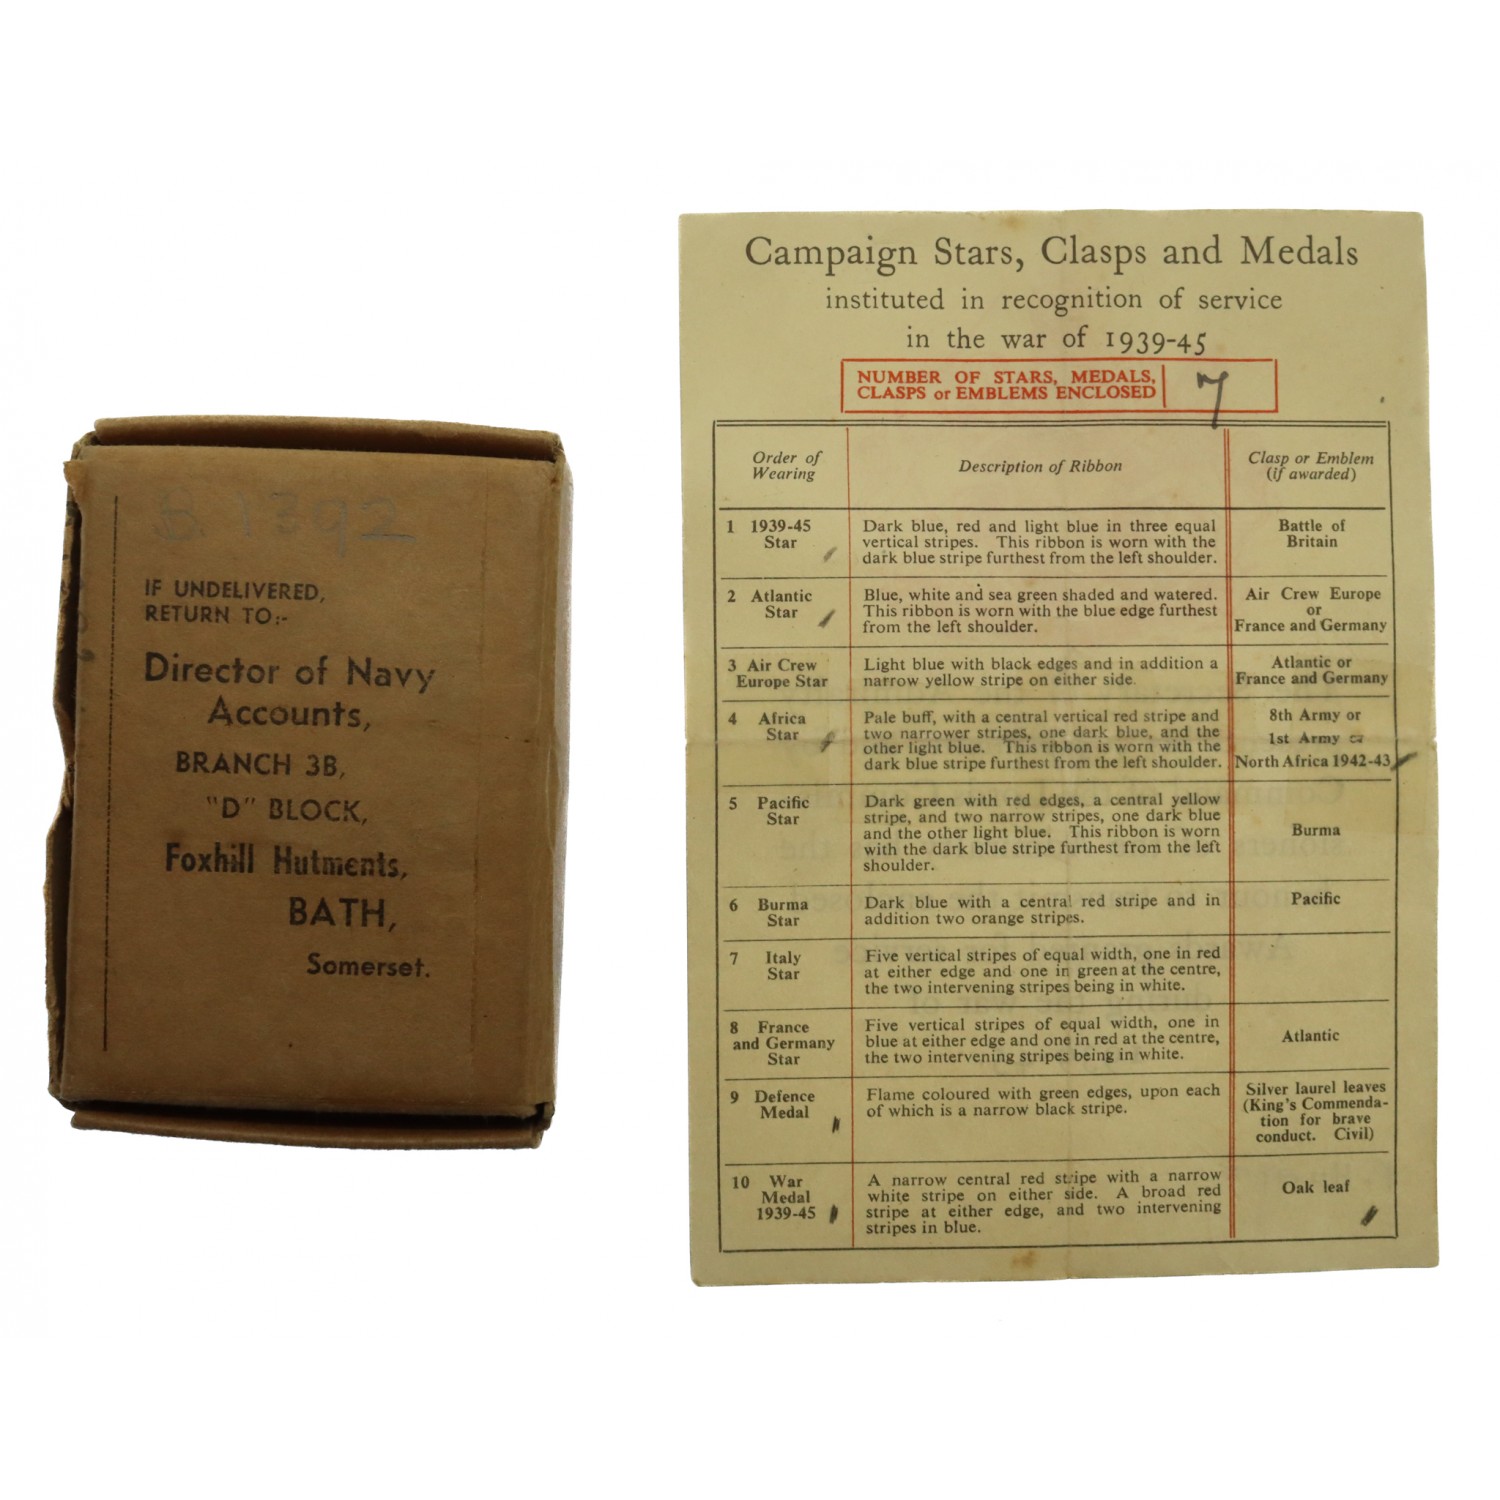 B. 1392
IF UNDELIVERED,
RETURN TO:-
Director of Navy
Accounts,
BRANCH 3B,
"D" BLOCK,
Foxhill Hutments,
BATH,
Somerset.
Campaign Stars, Clasps and Medals
instituted in recognition of service
in the war of 1939-45
NUMBER OF STARS, MEDALS,
CLASPS or EMBLEMS ENCLOSED
7
Order of
Wearing
Description of Ribbon
Clasp or Emblem
(if awarded)
1 1939-45
Star
Dark blue, red and light blue in three equal
vertical stripes. This ribbon is worn with the
dark blue stripe furthest from the left shoulder.
Battle of
Britain
2 Atlantic
Star
Blue, white and sea green shaded and watered.
This ribbon is worn with the blue edge furthest
from the left shoulder.
Air Crew Europe
or
France and Germany
3 Air Crew
Europe Star
Light blue with black edges and in addition a
narrow yellow stripe on either side.
Atlantic or
France and Germany
4 Africa
Star
Pale buff, with a central vertical red stripe and
two narrower stripes, one dark blue, and the
other light blue. This ribbon is worn with the
dark blue stripe furthest from the left shoulder.
8th Army or
1st Army or
North Africa 1942-43
5 Pacific
Star
Dark green with red edges, a central yellow
stripe, and two narrow stripes, one dark blue
and the other light blue. This ribbon is worn
with the dark blue stripe furthest from the left
shoulder.
Burma
6 Burma
Star
Dark blue with a central red stripe and in
addition two orange stripes.
Pacific
7 Italy
Star
Five vertical stripes of equal width, one in red
at either edge and one in green at the centre,
the two intervening stripes being in white.
8 France
and Germany
Star
Five vertical stripes of equal width, one in
blue at either edge and one in red at the centre,
the two intervening stripes being in white.
Atlantic
9 Defence
Medal
Flame coloured with green edges, upon each
of which is a narrow black stripe.
Silver laurel leaves
(King's Commenda-
tion for brave
conduct. Civil)
10 War
Medal
1939-45
A narrow central red stripe with a narrow
white stripe on either side. A broad red
stripe at either edge, and two intervening
stripes in blue.
Oak leaf